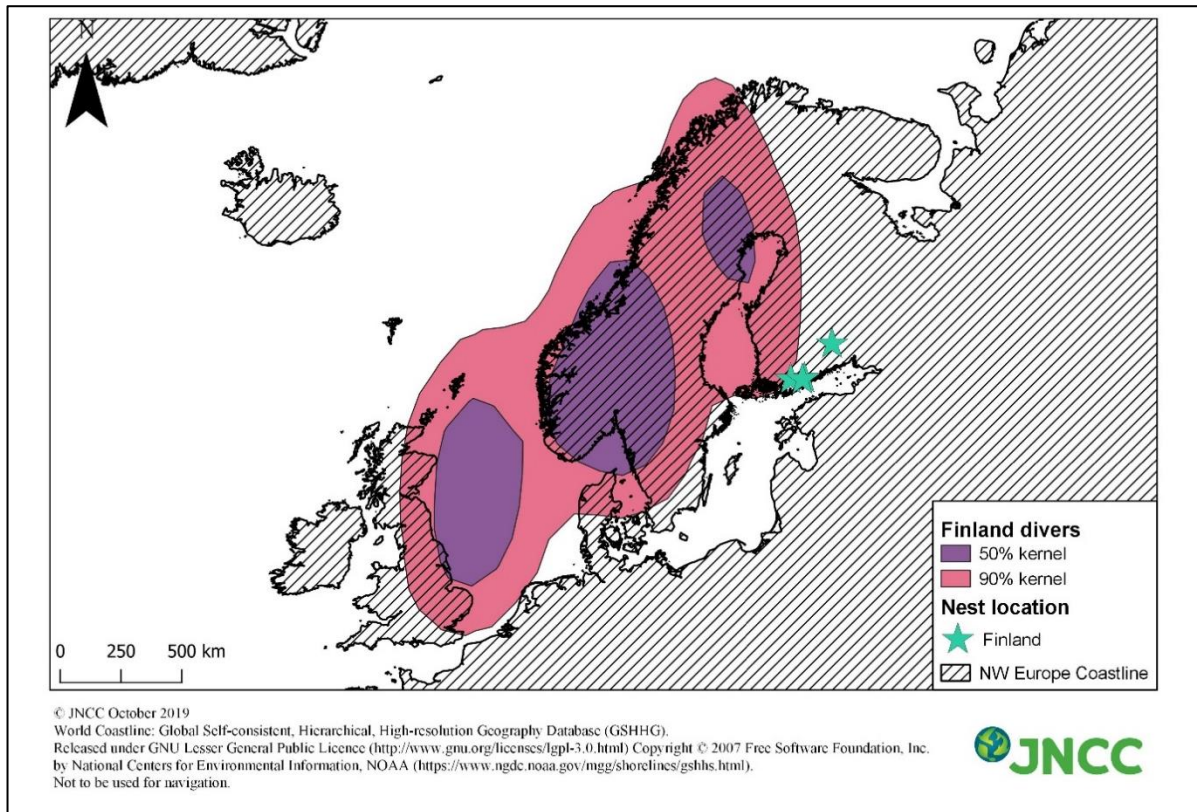 N
0 250 500 km
Finland divers
50% kernel
90% kernel
Nest location
Finland
NW Europe Coastline
© JNCC October 2019
World Coastline: Global Self-consistent, Hierarchical, High-resolution Geography Database (GSHHG).
Released under GNU Lesser General Public Licence (http://www.gnu.org/licenses/lgpl-3.0.html) Copyright © 2007 Free Software Foundation, Inc.
by National Centers for Environmental Information, NOAA (https://www.ngdc.noaa.gov/mgg/shorelines/gshhs.html).
Not to be used for navigation.
JNCC